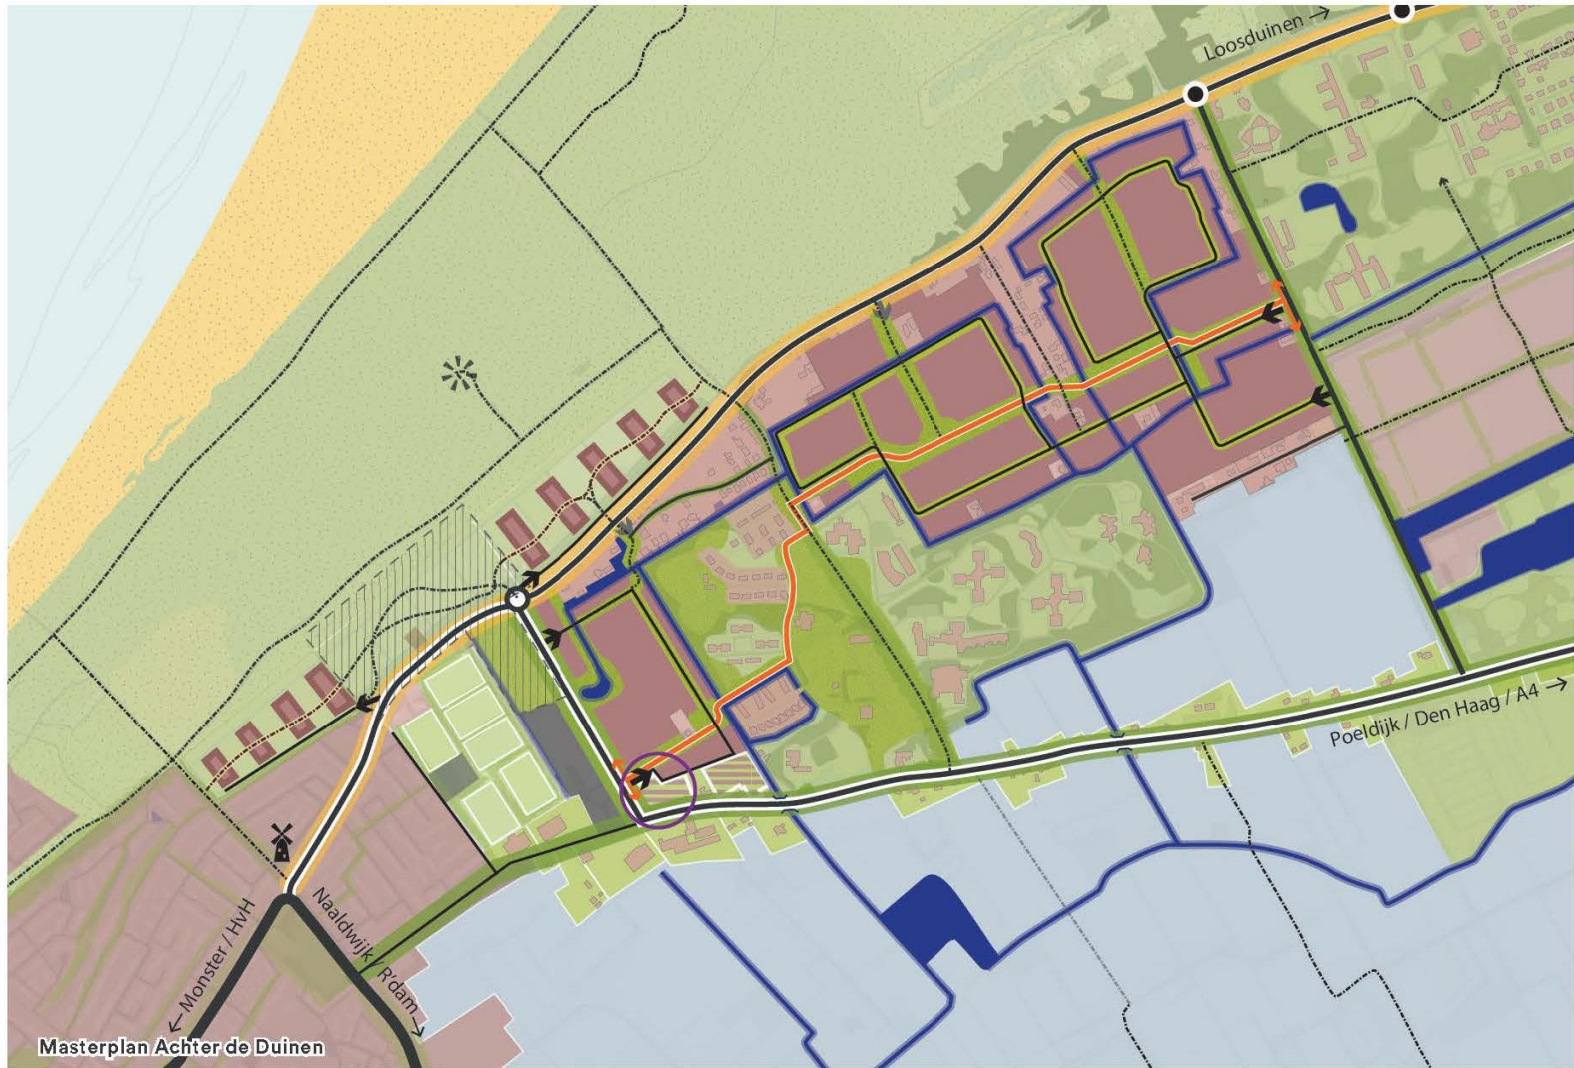 Loosduinen →
Poeldijk / Den Haag / A4 →
← Monster / HvH
Naaldwijk / R'dam →
Masterplan Achter de Duinen